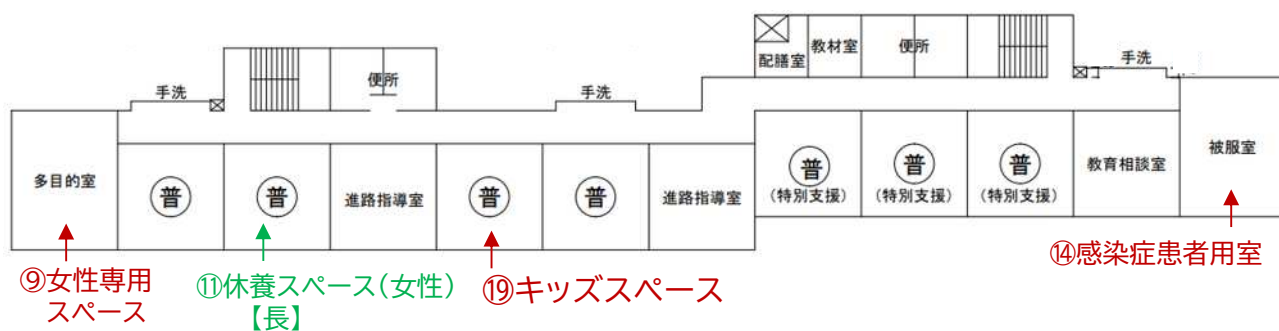 配膳室
教材室
便所
手洗
便所
手洗
手洗
多目的室
普
普
進路指導室
普
普
進路指導室
普
(特別支援)
普
(特別支援)
普
(特別支援)
教育相談室
被服室
⑨女性専用
スペース
⑪休養スペース(女性)
【長】
⑲キッズスペース
⑭感染症患者用室